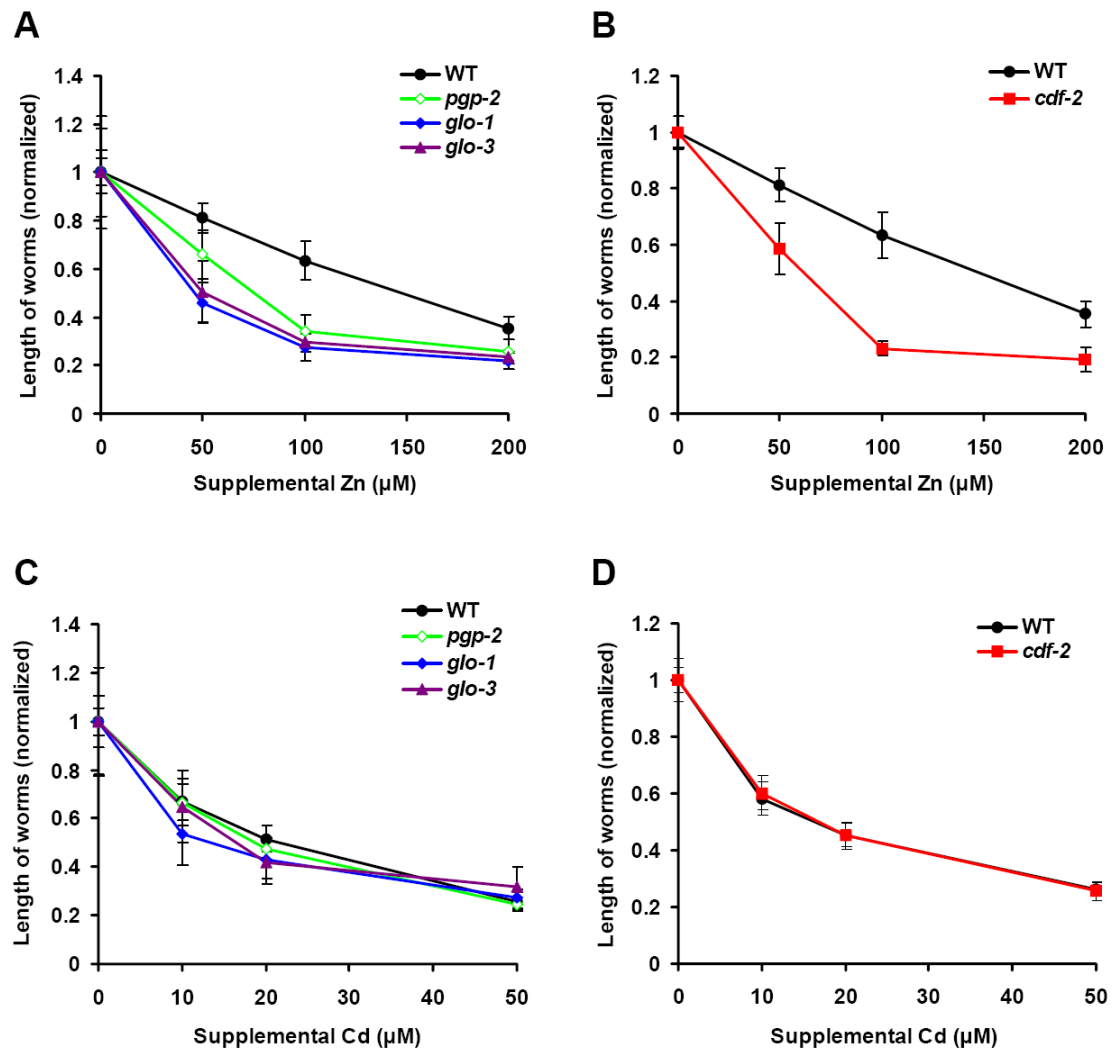 A
WT
pgp-2
glo-1
glo-3
1.4
1.2
1
0.8
0.6
0.4
0.2
0
Length of worms (normalized)
0 50 100 150 200
Supplemental Zn (µM)
B
WT
cdf-2
1.2
1
0.8
0.6
0.4
0.2
0
Length of worms (normalized)
0 50 100 150 200
Supplemental Zn (µM)
C
WT
pgp-2
glo-1
glo-3
1.4
1.2
1
0.8
0.6
0.4
0.2
0
Length of worms (normalized)
0 10 20 30 40 50
Supplemental Cd (µM)
D
WT
cdf-2
1.2
1
0.8
0.6
0.4
0.2
0
Length of worms (normalized)
0 10 20 30 40 50
Supplemental Cd (µM)